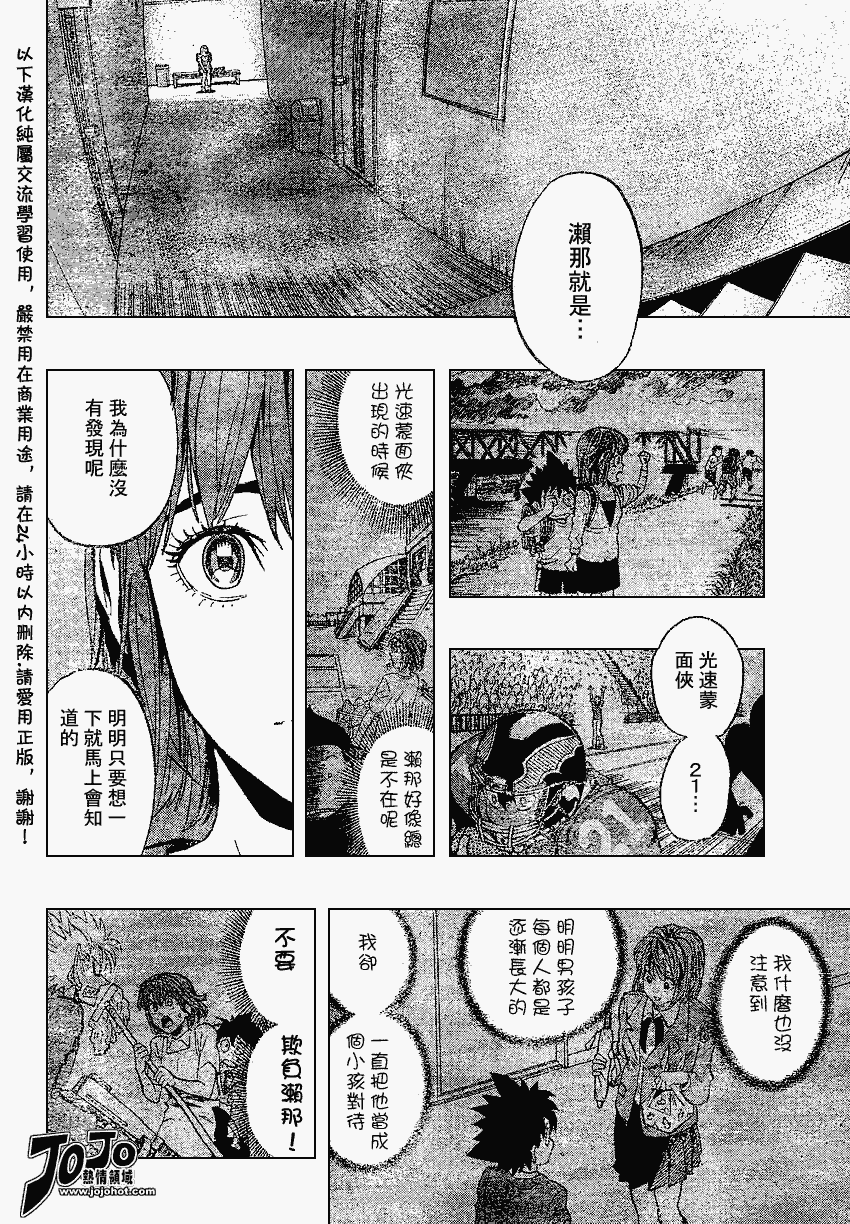 以下漢化純屬交流學習使用，嚴禁用在商業用途，請在24小時以內刪除.請愛用正版，謝謝！
瀨那就是…
光速蒙
面俠
21…
21
光速蒙面俠
出現的時候
瀨那好像總
是不在呢
我為什麼沒
有發現呢
明明只要想一
下就馬上會知
道的
我什麼也沒
注意到
明明男孩子
每個人都是
逐漸長大的
我
卻
一直把他當成
個小孩對待
不要
欺負瀨那！
JOJO
熱情領域
www.jojohot.com